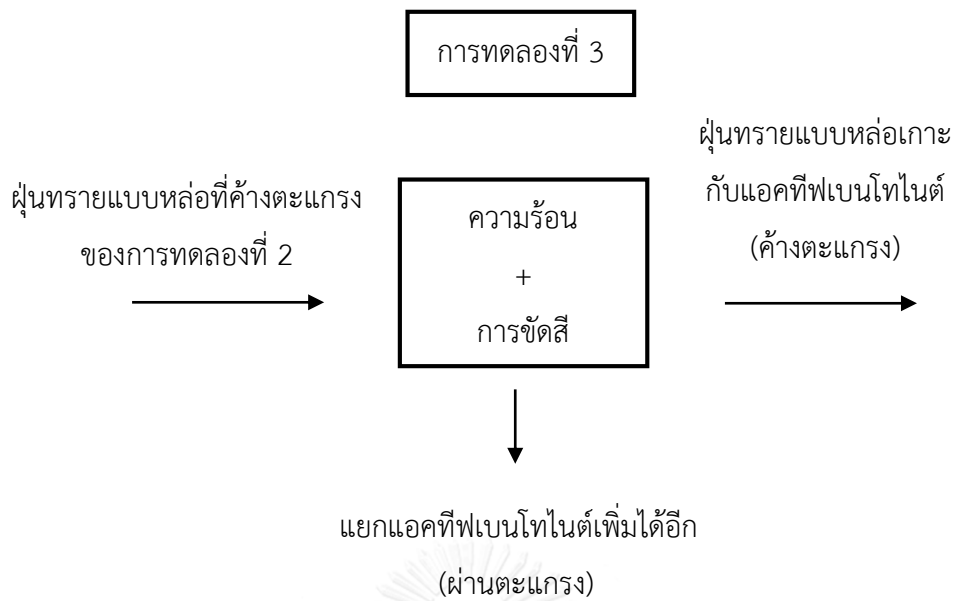 การทดลองที่ 3
ฝุ่นทรายแบบหล่อที่ค้างตะแกรง
ของการทดลองที่ 2
ความร้อน
+
การขัดสี
ฝุ่นทรายแบบหล่อเกาะ
กับแอคทีฟเบนโทไนต์
(ค้างตะแกรง)
แยกแอคทีฟเบนโทไนต์เพิ่มได้อีก
(ผ่านตะแกรง)